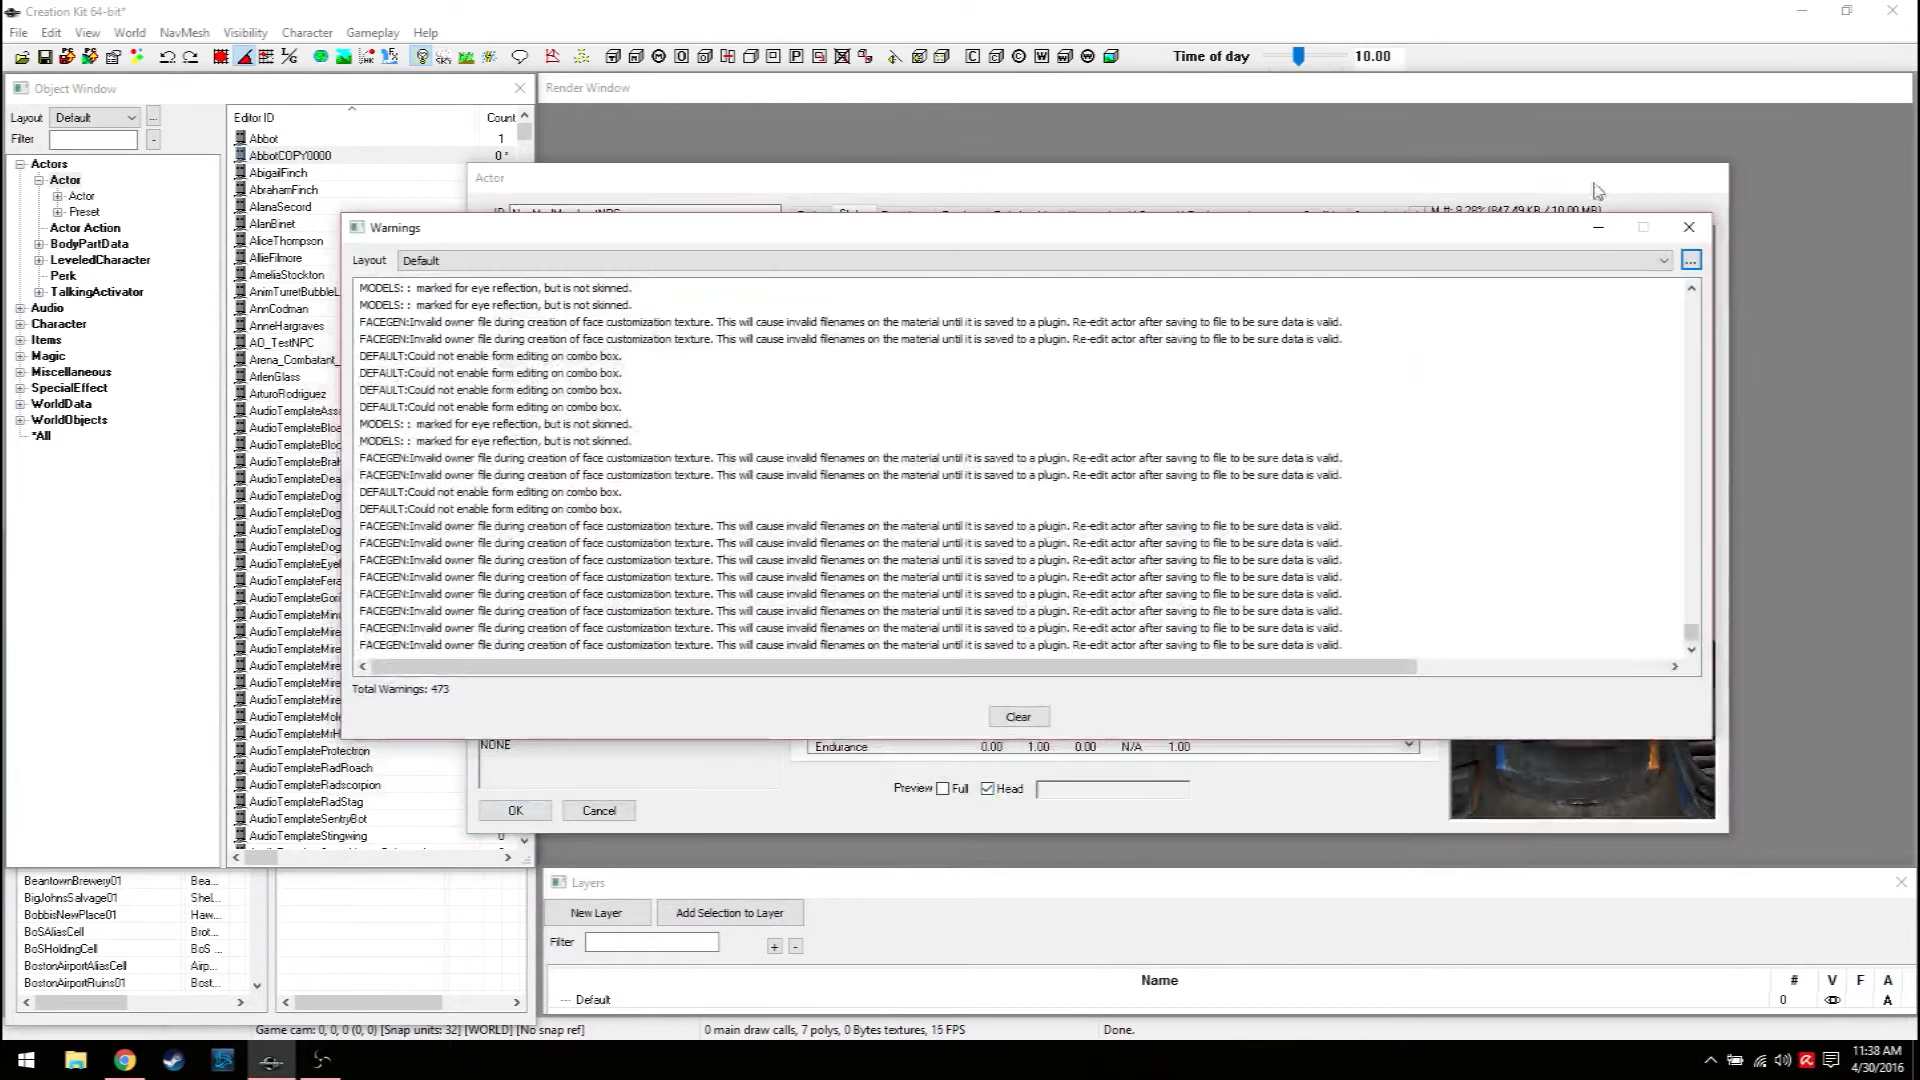 Creation Kit 64-bit*
File Edit View World NavMesh Visibility Character Gameplay Help
Time of day 10.00
Object Window
Render Window
Layout Default ...
Filter -
Actors
Actor
Actor
Preset
Actor Action
BodyPartData
LeveledCharacter
Perk
TalkingActivator
Audio
Character
Items
Magic
Miscellaneous
SpecialEffect
WorldData
WorldObjects
*All
Editor ID Count
Abbot 1
AbbotCOPY0000 0 *
AbigailFinch
AbrahamFinch
AlanaSecord
AlanBinet
AliceThompson
AllieFilmore
AmeliaStockton
AnimTurretBubbleL
AnnCodman
AnneHargraves
AO_TestNPC
Arena_Combatant_
ArlenGlass
ArturoRodriguez
AudioTemplateAss
AudioTemplateBloa
AudioTemplateBloo
AudioTemplateBrah
AudioTemplateDea
AudioTemplateDog
AudioTemplateDog
AudioTemplateDog
AudioTemplateDog
AudioTemplateEye
AudioTemplateFera
AudioTemplateGori
AudioTemplateMinu
AudioTemplateMire
AudioTemplateMire
AudioTemplateMire
AudioTemplateMire
AudioTemplateMire
AudioTemplateMole
AudioTemplateMrH
AudioTemplateProtectron
AudioTemplateRadRoach
AudioTemplateRadscorpion
AudioTemplateRadStag
AudioTemplateSentryBot
AudioTemplateStingwing 0
Actor
Warnings
Layout Default ...
MODELS: : marked for eye reflection, but is not skinned.
MODELS: : marked for eye reflection, but is not skinned.
FACEGEN:Invalid owner file during creation of face customization texture. This will cause invalid filenames on the material until it is saved to a plugin. Re-edit actor after saving to file to be sure data is valid.
FACEGEN:Invalid owner file during creation of face customization texture. This will cause invalid filenames on the material until it is saved to a plugin. Re-edit actor after saving to file to be sure data is valid.
DEFAULT:Could not enable form editing on combo box.
DEFAULT:Could not enable form editing on combo box.
DEFAULT:Could not enable form editing on combo box.
DEFAULT:Could not enable form editing on combo box.
MODELS: : marked for eye reflection, but is not skinned.
MODELS: : marked for eye reflection, but is not skinned.
FACEGEN:Invalid owner file during creation of face customization texture. This will cause invalid filenames on the material until it is saved to a plugin. Re-edit actor after saving to file to be sure data is valid.
FACEGEN:Invalid owner file during creation of face customization texture. This will cause invalid filenames on the material until it is saved to a plugin. Re-edit actor after saving to file to be sure data is valid.
DEFAULT:Could not enable form editing on combo box.
DEFAULT:Could not enable form editing on combo box.
FACEGEN:Invalid owner file during creation of face customization texture. This will cause invalid filenames on the material until it is saved to a plugin. Re-edit actor after saving to file to be sure data is valid.
FACEGEN:Invalid owner file during creation of face customization texture. This will cause invalid filenames on the material until it is saved to a plugin. Re-edit actor after saving to file to be sure data is valid.
FACEGEN:Invalid owner file during creation of face customization texture. This will cause invalid filenames on the material until it is saved to a plugin. Re-edit actor after saving to file to be sure data is valid.
FACEGEN:Invalid owner file during creation of face customization texture. This will cause invalid filenames on the material until it is saved to a plugin. Re-edit actor after saving to file to be sure data is valid.
FACEGEN:Invalid owner file during creation of face customization texture. This will cause invalid filenames on the material until it is saved to a plugin. Re-edit actor after saving to file to be sure data is valid.
FACEGEN:Invalid owner file during creation of face customization texture. This will cause invalid filenames on the material until it is saved to a plugin. Re-edit actor after saving to file to be sure data is valid.
FACEGEN:Invalid owner file during creation of face customization texture. This will cause invalid filenames on the material until it is saved to a plugin. Re-edit actor after saving to file to be sure data is valid.
FACEGEN:Invalid owner file during creation of face customization texture. This will cause invalid filenames on the material until it is saved to a plugin. Re-edit actor after saving to file to be sure data is valid.
Total Warnings: 473
Clear
NONE
Endurance 0.00 1.00 0.00 N/A 1.00
Preview Full Head
OK Cancel
BeantownBrewery01 Bea...
BigJohnsSalvage01 Shel...
BobbisNewPlace01 Haw...
BoSAliasCell Brot...
BoSHoldingCell BoS ...
BostonAirportAliasCell Airp...
BostonAirportRuins01 Bost...
Layers
New Layer Add Selection to Layer
Filter + -
Name # V F A
Default 0 A
Game cam: 0, 0, 0 (0, 0) [Snap units: 32] [WORLD] [No snap ref] 0 main draw calls, 7 polys, 0 Bytes textures, 15 FPS Done.
11:38 AM
4/30/2016